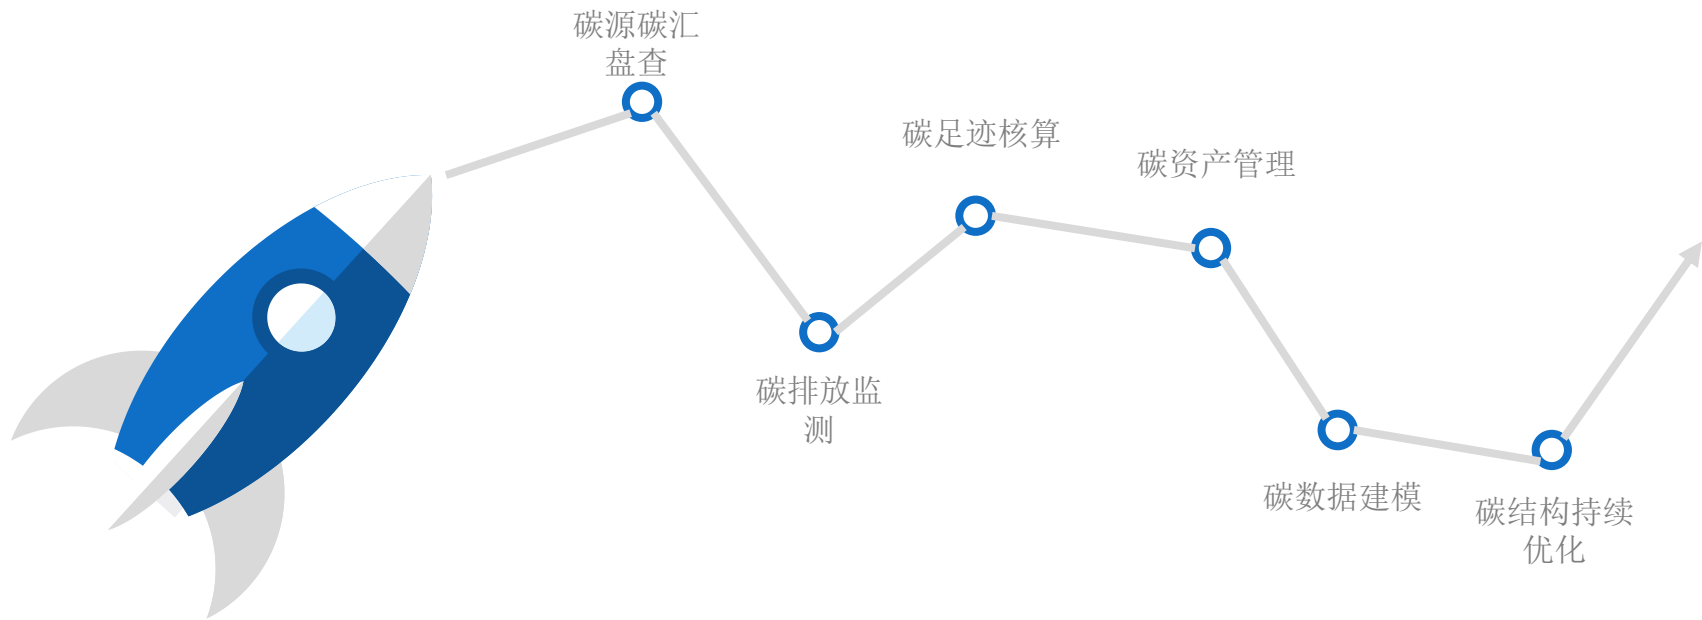 碳源碳汇
盘查
碳排放监
测
碳足迹核算
碳资产管理
碳数据建模
碳结构持续
优化